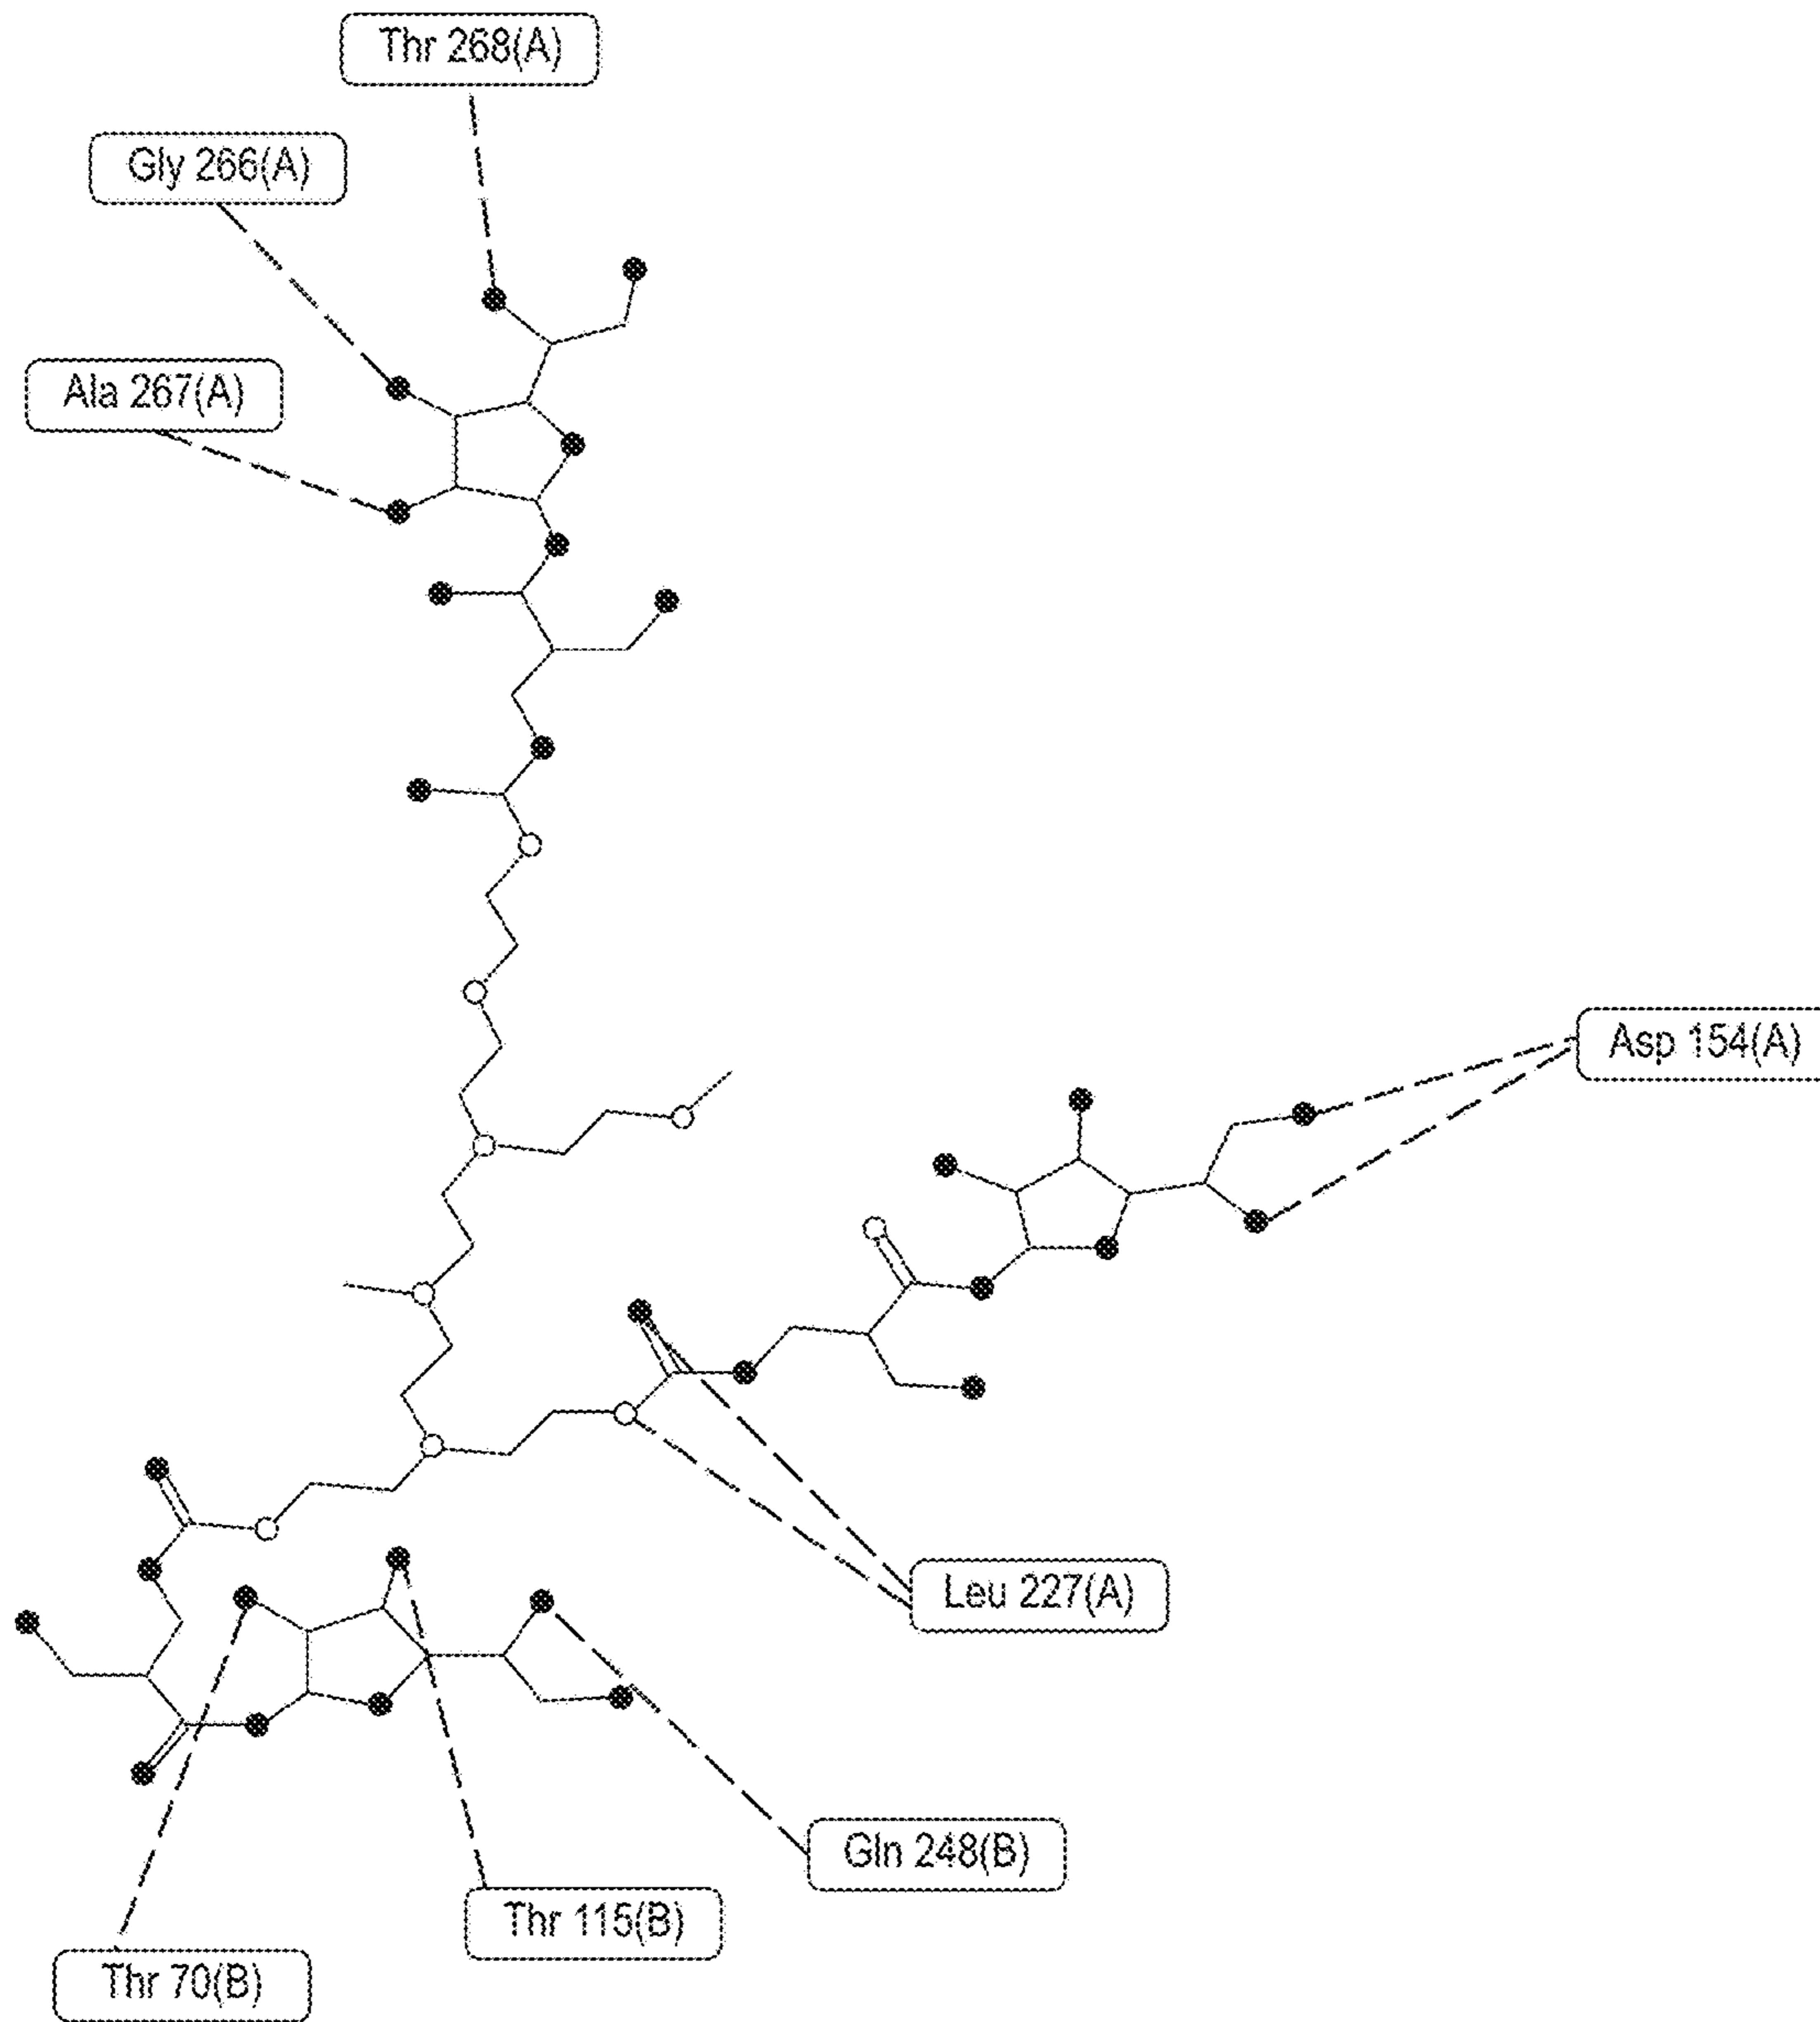 Thr 268(A)
Gly 266(A)
Ala 267(A)
Asp 154(A)
Leu 227(A)
Gln 248(B)
Thr 115(B)
Thr 70(B)